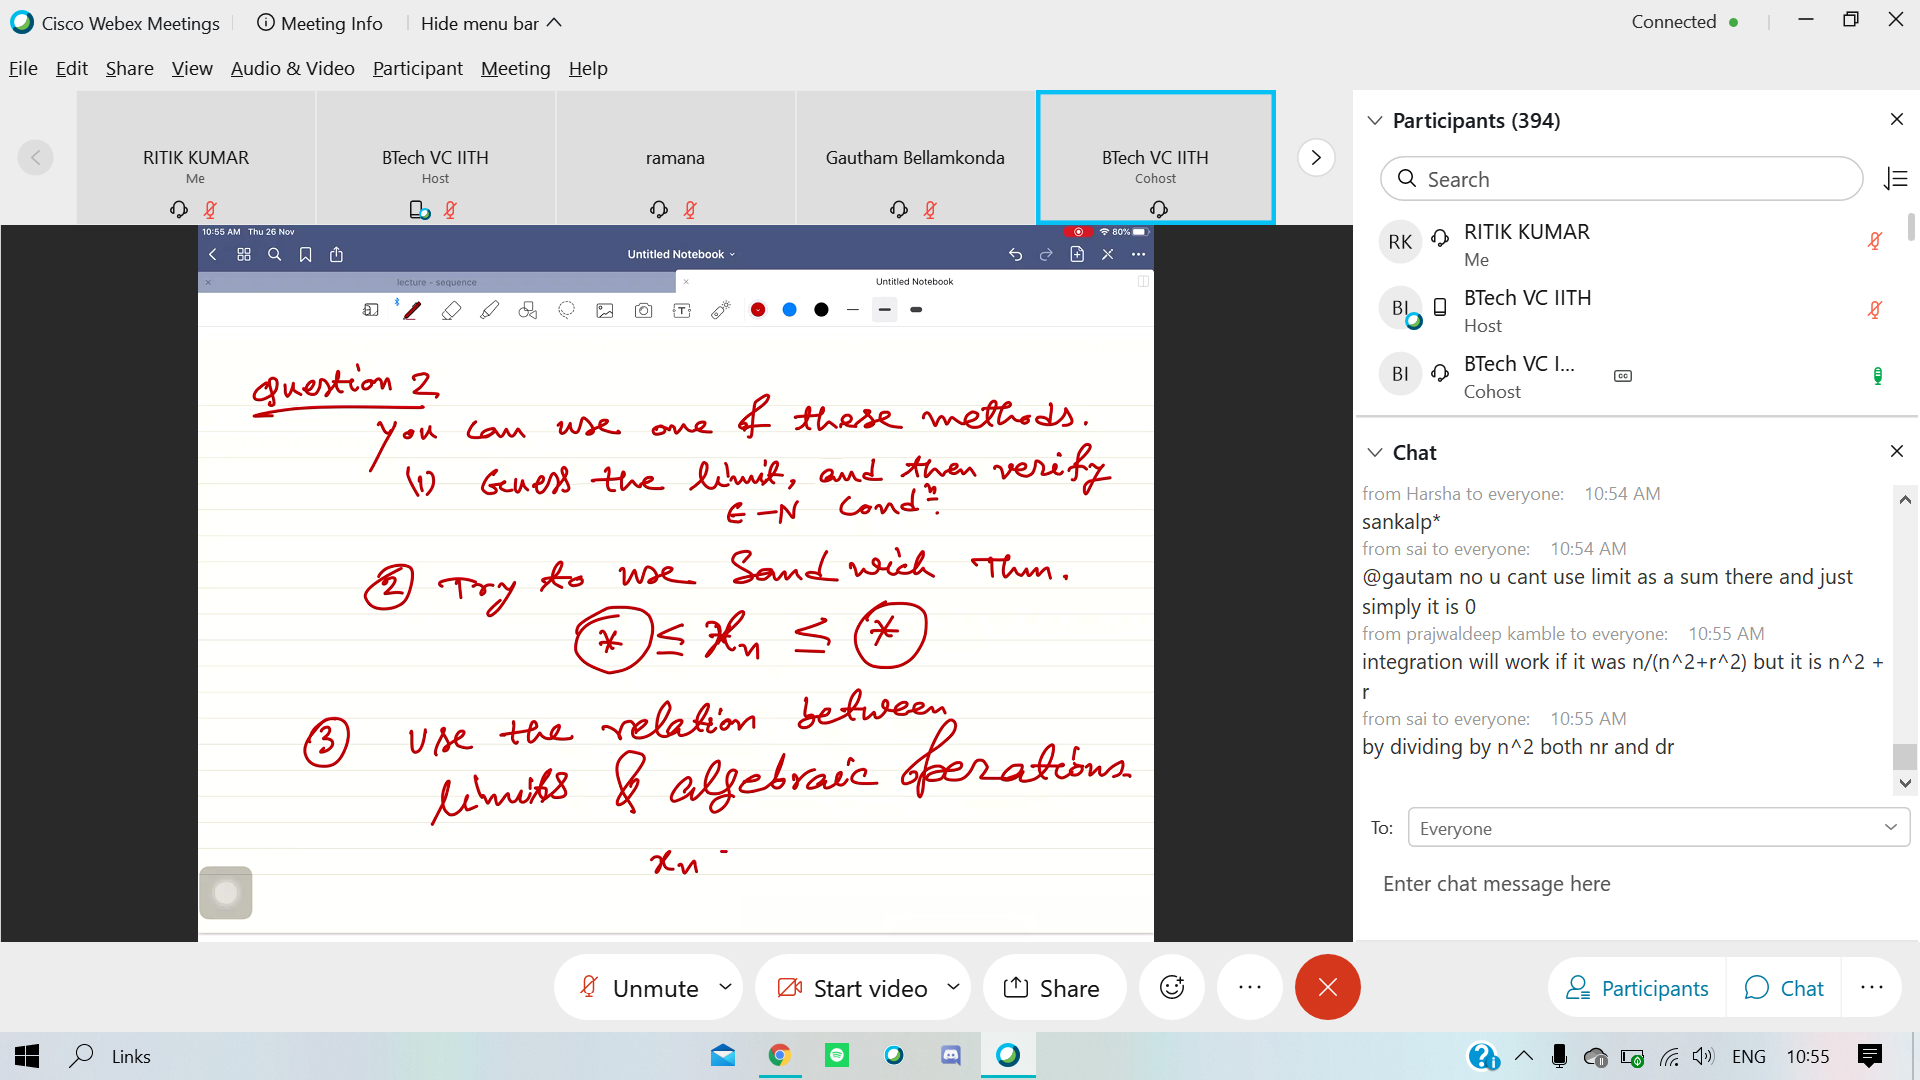 Cisco Webex Meetings
Meeting Info
Hide menu bar
Connected
File Edit Share View Audio & Video Participant Meeting Help
RITIK KUMAR
Me
BTech VC IITH
Host
ramana
Gautham Bellamkonda
BTech VC IITH
Cohost
10:55 AM Thu 26 Nov
80%
Untitled Notebook
lecture - sequence
Untitled Notebook
Question 2
You can use one of these methods.
(1) Guess the limit, and then verify
ε-N Condⁿ.
② Try to use Sandwich Thm.
* ≤ xn ≤ *
③ Use the relation between
limits & algebraic operations.
xn -
Participants (394)
Search
RK
RITIK KUMAR
Me
BI
BTech VC IITH
Host
BI
BTech VC I...
Cohost
CC
Chat
from Harsha to everyone: 10:54 AM
sankalp*
from sai to everyone: 10:54 AM
@gautam no u cant use limit as a sum there and just
simply it is 0
from prajwaldeep kamble to everyone: 10:55 AM
integration will work if it was n/(n^2+r^2) but it is n^2 +
r
from sai to everyone: 10:55 AM
by dividing by n^2 both nr and dr
To: Everyone
Enter chat message here
Unmute
Start video
Share
Participants
Chat
Links
ENG
10:55